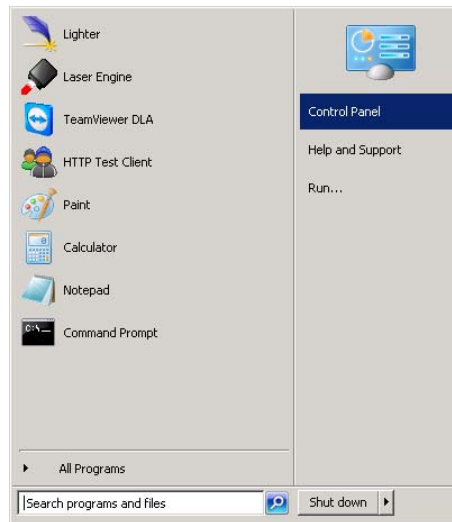 Lighter
Laser Engine
TeamViewer DLA
HTTP Test Client
Paint
Calculator
Notepad
Command Prompt
All Programs
Search programs and files
Control Panel
Help and Support
Run...
Shut down